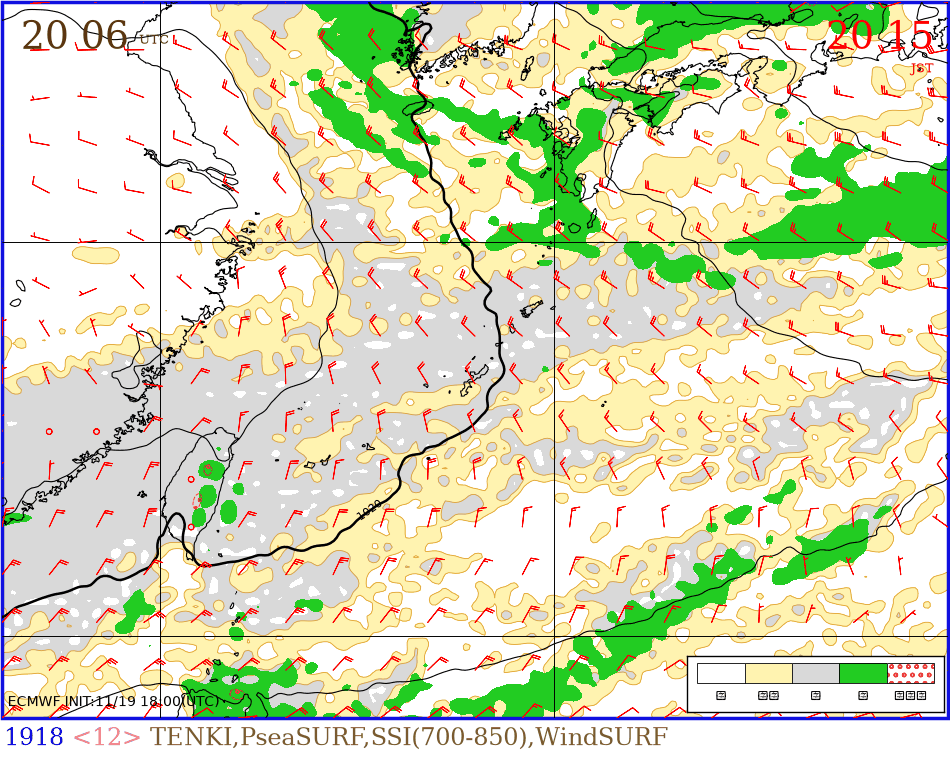 20 06 UTC
20 15
JST
1020
ECMWF INIT:11/19 18:00(UTC)
1918 <12> TENKI,PseaSURF,SSI(700-850),WindSURF